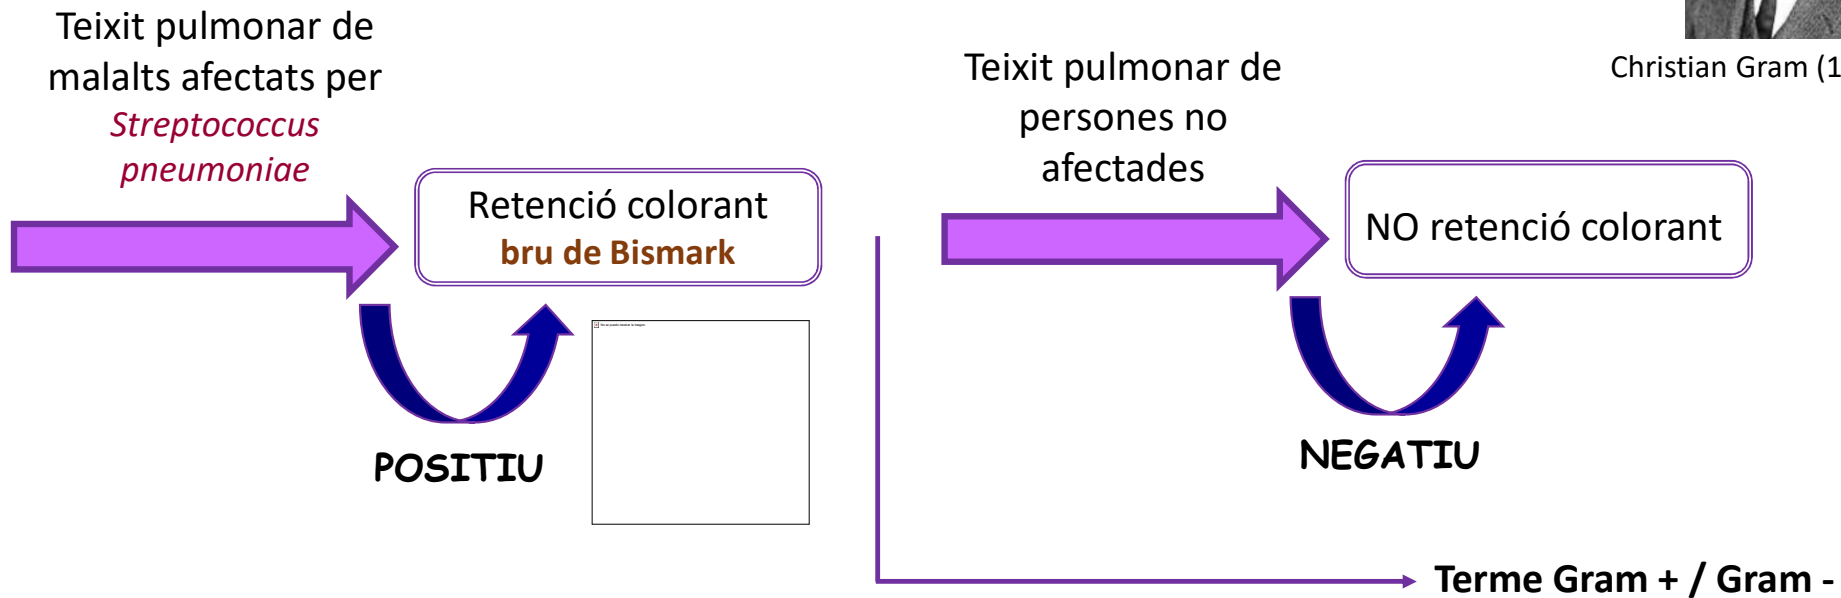 Teixit pulmonar de
malalts afectats per
Streptococcus
pneumoniae
Retenció colorant
bru de Bismark
POSITIU
Teixit pulmonar de
persones no
afectades
NO retenció colorant
NEGATIU
Christian Gram (1
Terme Gram + / Gram -